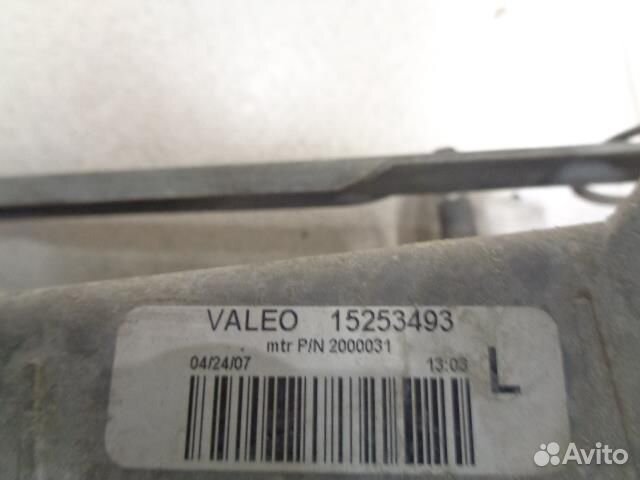 VALEO 15253493
mtr P/N 2000031
04/24/07 13:03 L
Avito